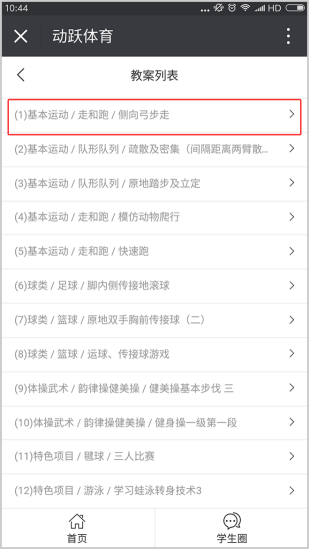 10:44
HD
动跃体育
教案列表
(1)基本运动 / 走和跑 / 侧向弓步走
(2)基本运动 / 队形队列 / 疏散及密集（间隔距离两臂散...
(3)基本运动 / 队形队列 / 原地踏步及立定
(4)基本运动 / 走和跑 / 模仿动物爬行
(5)基本运动 / 走和跑 / 快速跑
(6)球类 / 足球 / 脚内侧传接地滚球
(7)球类 / 篮球 / 原地双手胸前传接球（二）
(8)球类 / 篮球 / 运球、传接球游戏
(9)体操武术 / 韵律操健美操 / 健美操基本步伐 三
(10)体操武术 / 韵律操健美操 / 健身操一级第一段
(11)特色项目 / 毽球 / 三人比赛
(12)特色项目 / 游泳 / 学习蛙泳转身技术3
首页 学生圈